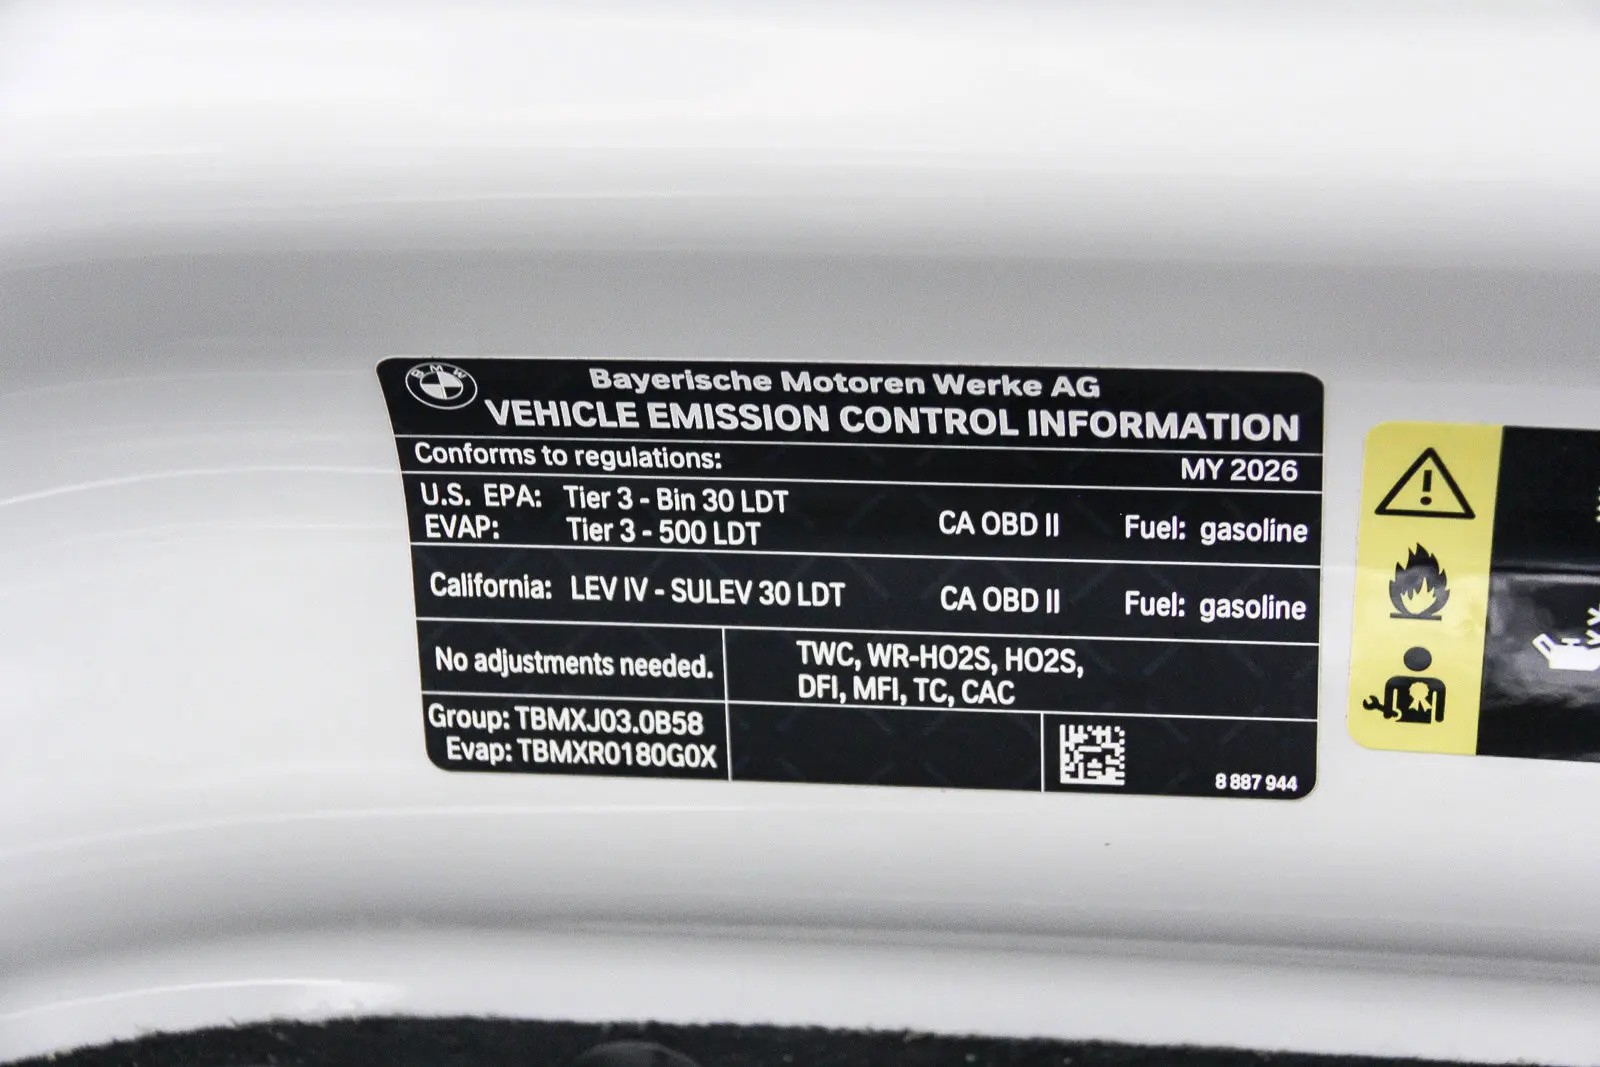 BMW
Bayerische Motoren Werke AG
VEHICLE EMISSION CONTROL INFORMATION
Conforms to regulations: MY 2026
U.S. EPA: Tier 3 - Bin 30 LDT
EVAP: Tier 3 - 500 LDT CA OBD II Fuel: gasoline
California: LEV IV - SULEV 30 LDT CA OBD II Fuel: gasoline
No adjustments needed.
TWC, WR-HO2S, HO2S,
DFI, MFI, TC, CAC
Group: TBMXJ03.0B58
Evap: TBMXR0180G0X
8 887 944